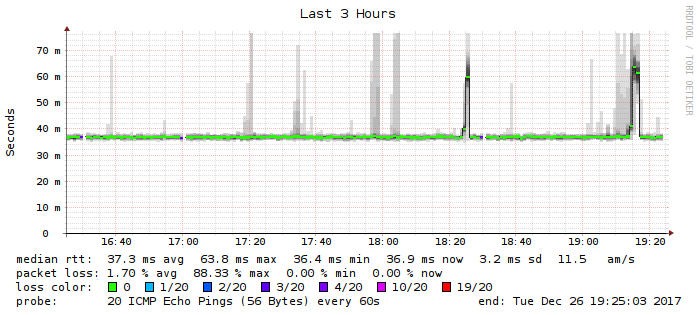 Last 3 Hours
RRDTOOL / TOBI OETIKER
Seconds
70 m
60 m
50 m
40 m
30 m
20 m
10 m
0
16:40 17:00 17:20 17:40 18:00 18:20 18:40 19:00 19:20
median rtt: 37.3 ms avg 63.8 ms max 36.4 ms min 36.9 ms now 3.2 ms sd 11.5 am/s
packet loss: 1.70 % avg 88.33 % max 0.00 % min 0.00 % now
loss color: 0 1/20 2/20 3/20 4/20 10/20 19/20
probe: 20 ICMP Echo Pings (56 Bytes) every 60s end: Tue Dec 26 19:25:03 2017